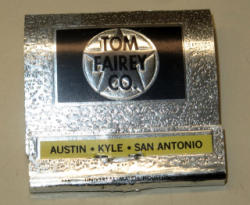 TOM
FAIREY
CO.
AUSTIN • KYLE • SAN ANTONIO